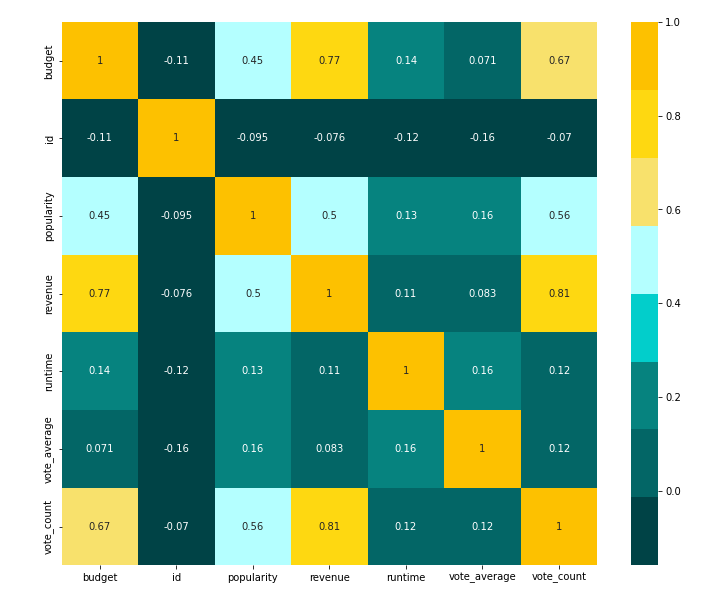 budget 1 -0.11 0.45 0.77 0.14 0.071 0.67
id -0.11 1 -0.095 -0.076 -0.12 -0.16 -0.07
popularity 0.45 -0.095 1 0.5 0.13 0.16 0.56
revenue 0.77 -0.076 0.5 1 0.11 0.083 0.81
runtime 0.14 -0.12 0.13 0.11 1 0.16 0.12
vote_average 0.071 -0.16 0.16 0.083 0.16 1 0.12
vote_count 0.67 -0.07 0.56 0.81 0.12 0.12 1
budget id popularity revenue runtime vote_average vote_count
1.0
0.8
0.6
0.4
0.2
0.0